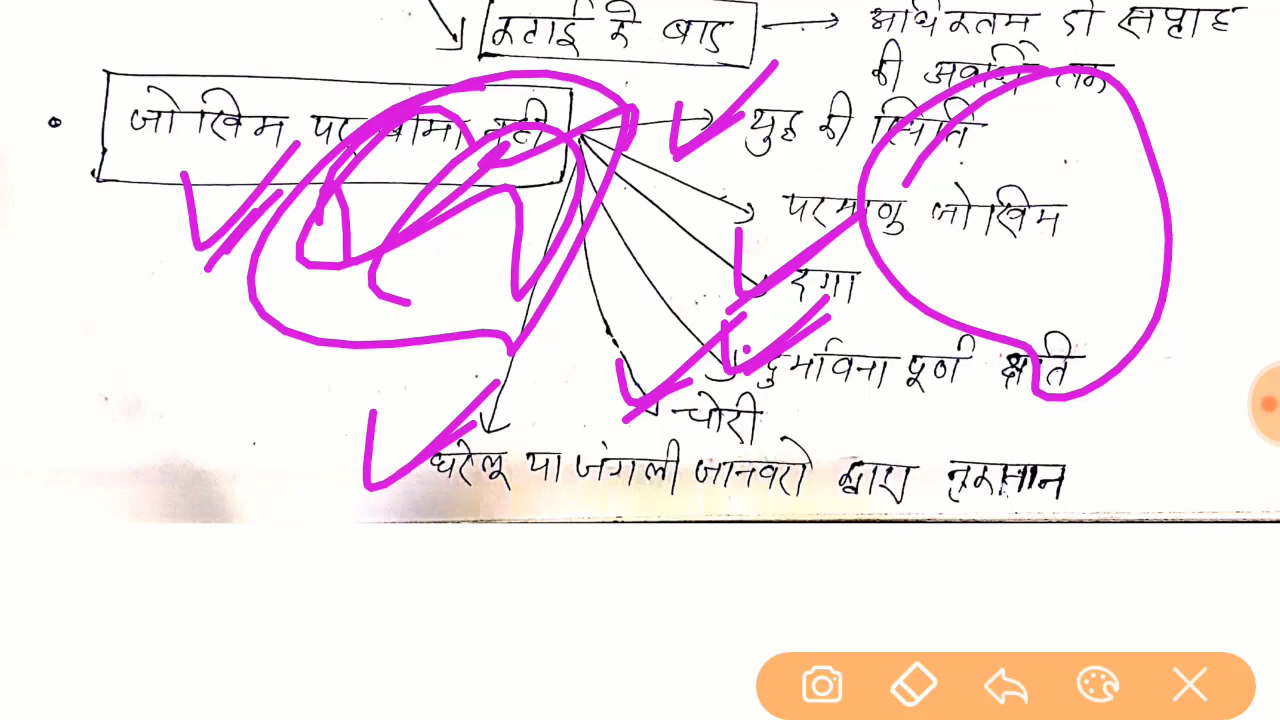 कटाई के बाद → अधिकतम दो सप्ताह
की अवधि तक
• जोखिम पर बीमा नही → युद्ध की स्थिति
→ परमाणु जोखिम
→ दंगा
→ दुर्भावना पूर्ण क्षति
→ चोरी
घरेलू या जंगली जानवरो द्वारा नुकसान